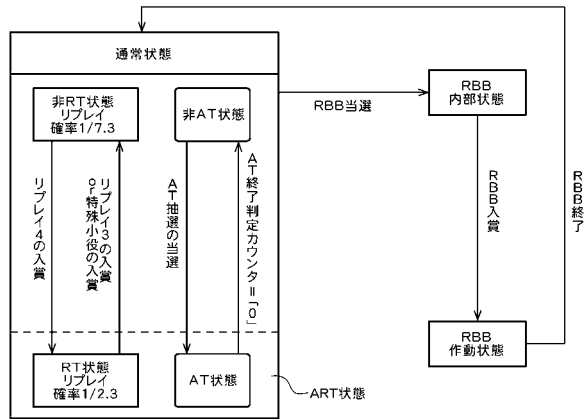 通常状態
非RT状態
リプレイ
確率1/7.3
非AT状態
RBB当選
RBB
内部状態
リプレイ4の入賞
リプレイ3の入賞
or特殊小役の入賞
AT抽選の当選
AT終了判定カウンタ=「0」
RBB入賞
RBB終了
RT状態
リプレイ
確率1/2.3
AT状態
ART状態
RBB
作動状態